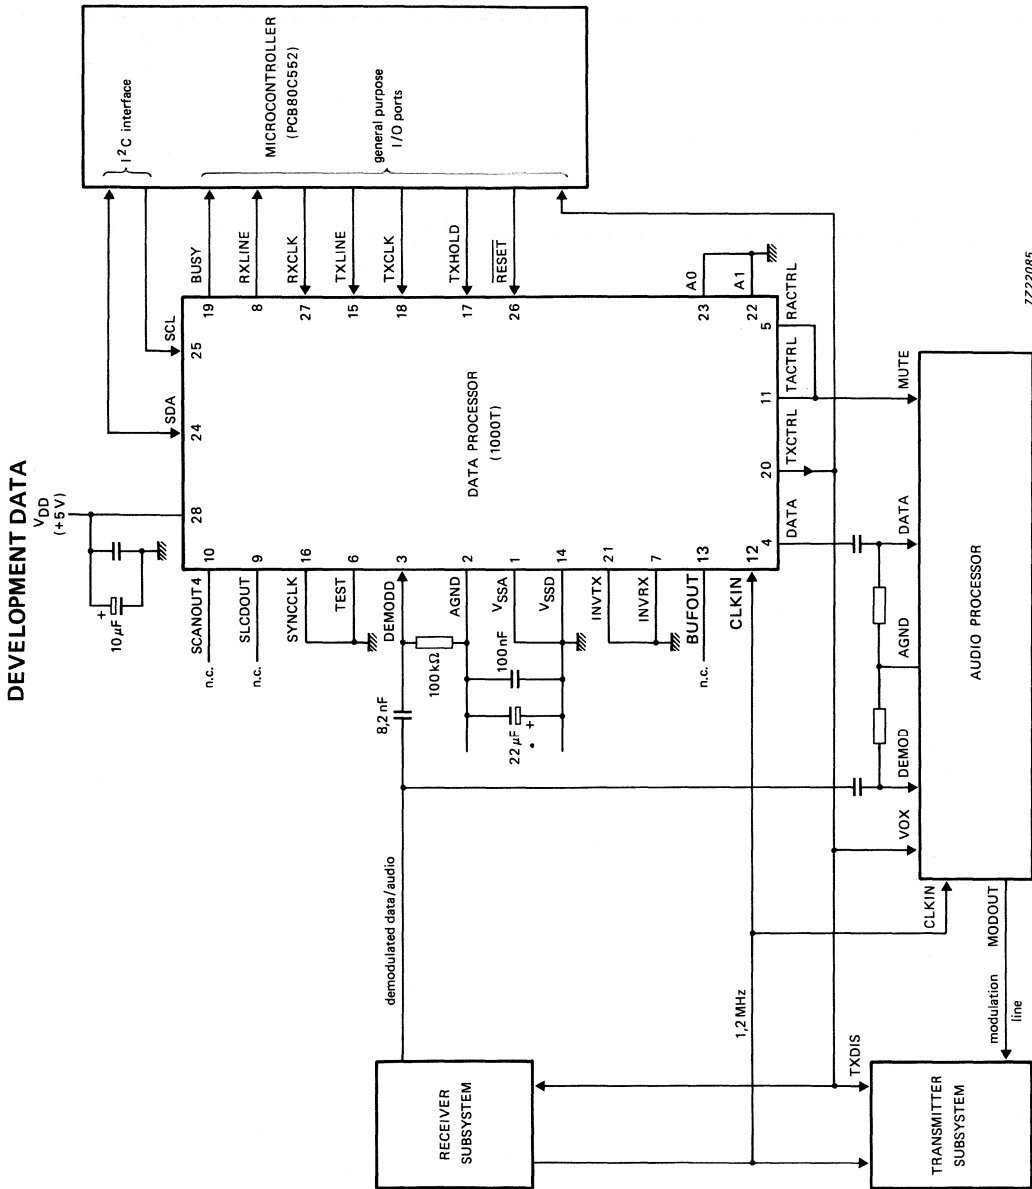 DEVELOPMENT DATA
VDD
(+5 V)
10 µF
+
I²C interface
MICROCONTROLLER
(PCB80C552)
general purpose
I/O ports
SDA
SCL
BUSY
RXLINE
RXCLK
TXLINE
TXCLK
TXHOLD
RESET
A0
A1
28
24
25
19
8
27
15
18
17
26
23
22
DATA PROCESSOR
(1000T)
n.c.
SCANOUT4
10
n.c.
SLCDOUT
9
SYNCCLK
16
TEST
6
DEMODD
3
AGND
2
VSSA
1
VSSD
14
INVTX
21
INVRX
7
n.c.
BUFOUT
13
CLKIN
12
8,2 nF
100 kΩ
100 nF
22 µF
+
4
DATA
20
TXCTRL
11
TACTRL
5
RACTRL
demodulated data/audio
1,2 MHz
RECEIVER
SUBSYSTEM
TXDIS
TRANSMITTER
SUBSYSTEM
modulation
line
CLKIN
MODOUT
VOX
DEMOD
AGND
DATA
MUTE
AUDIO PROCESSOR
7Z22085